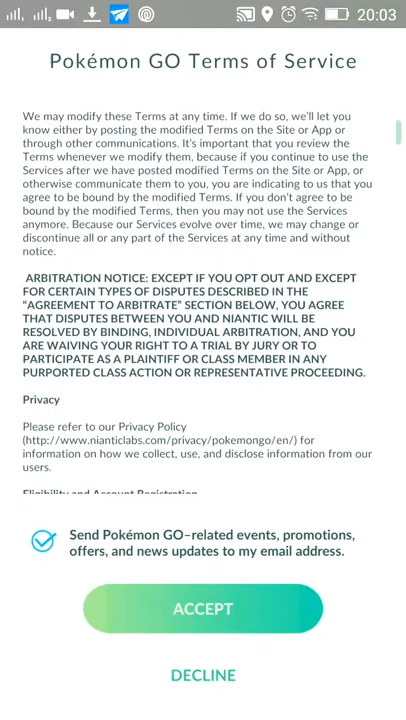 20:03
Pokémon GO Terms of Service
We may modify these Terms at any time. If we do so, we'll let you
know either by posting the modified Terms on the Site or App or
through other communications. It's important that you review the
Terms whenever we modify them, because if you continue to use the
Services after we have posted modified Terms on the Site or App, or
otherwise communicate them to you, you are indicating to us that you
agree to be bound by the modified Terms. If you don't agree to be
bound by the modified Terms, then you may not use the Services
anymore. Because our Services evolve over time, we may change or
discontinue all or any part of the Services at any time and without
notice.
ARBITRATION NOTICE: EXCEPT IF YOU OPT OUT AND EXCEPT
FOR CERTAIN TYPES OF DISPUTES DESCRIBED IN THE
“AGREEMENT TO ARBITRATE” SECTION BELOW, YOU AGREE
THAT DISPUTES BETWEEN YOU AND NIANTIC WILL BE
RESOLVED BY BINDING, INDIVIDUAL ARBITRATION, AND YOU
ARE WAIVING YOUR RIGHT TO A TRIAL BY JURY OR TO
PARTICIPATE AS A PLAINTIFF OR CLASS MEMBER IN ANY
PURPORTED CLASS ACTION OR REPRESENTATIVE PROCEEDING.
Privacy
Please refer to our Privacy Policy
(http://www.nianticlabs.com/privacy/pokemongo/en/) for
information on how we collect, use, and disclose information from our
users.
Eligibility and Account Registration
Send Pokémon GO–related events, promotions,
offers, and news updates to my email address.
ACCEPT
DECLINE